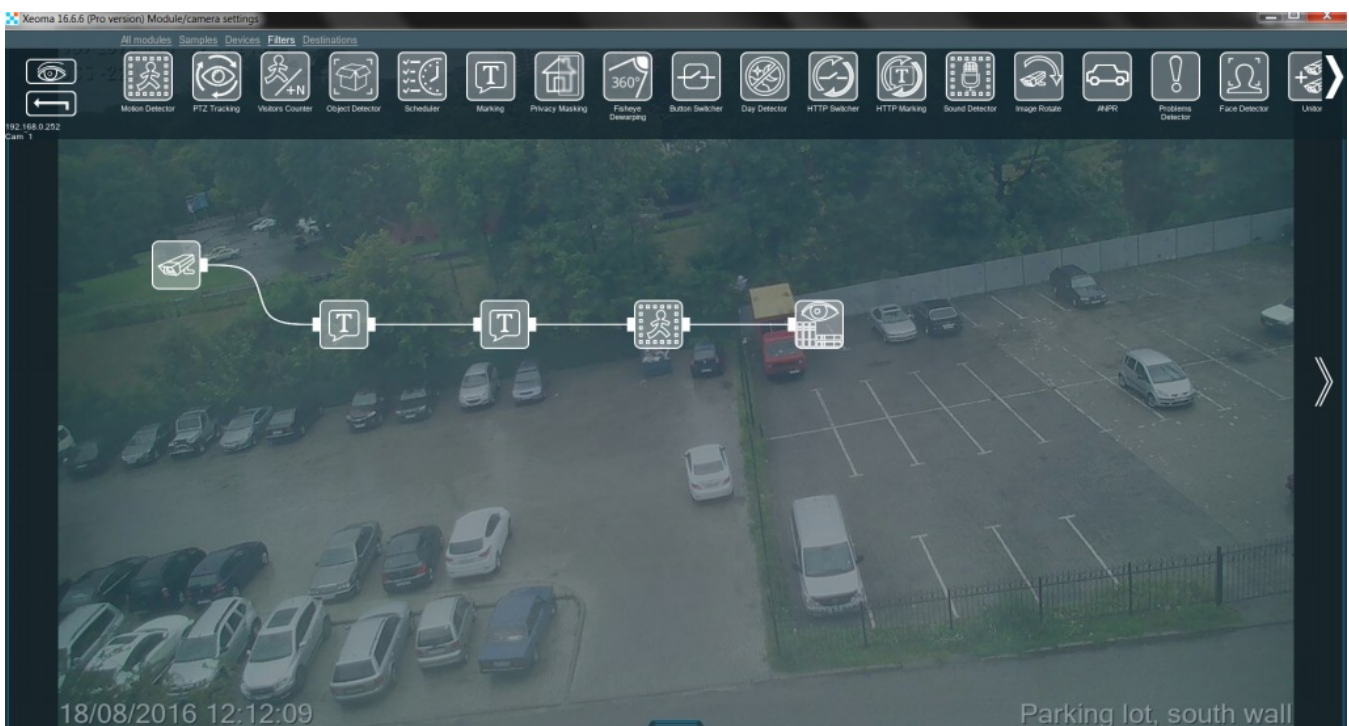 Xeoma 16.6.6 (Pro version) Module/camera settings
All modules Samples Devices Filters Destinations
360°
+N
T
T
Motion Detector PTZ Tracking Visitors Counter Object Detector Scheduler Marking Privacy Masking Fisheye Dewarping Button Switcher Day Detector HTTP Switcher HTTP Marking Sound Detector Image Rotate ANPR Problems Detector Face Detector Unitor
192.168.0.252
Cam 1
T
T
18/08/2016 12:12:09
Parking lot, south wall